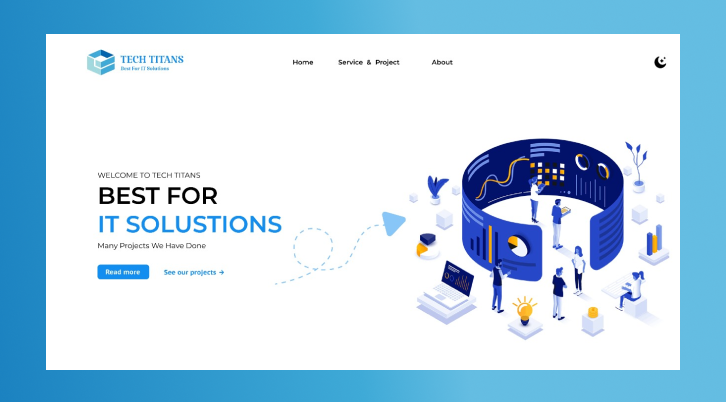 TECH TITANS
Best For IT Solutions
Home Service & Project About
WELCOME TO TECH TITANS
BEST FOR
IT SOLUSTIONS
Many Projects We Have Done
Read more See our projects →